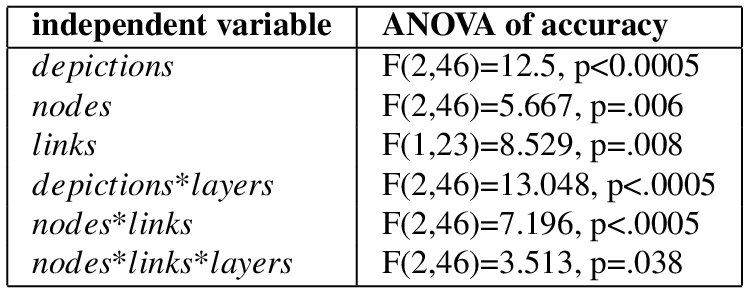 independent variable ANOVA of accuracy
depictions F(2,46)=12.5, p<0.0005
nodes F(2,46)=5.667, p=.006
links F(1,23)=8.529, p=.008
depictions*layers F(2,46)=13.048, p<.0005
nodes*links F(2,46)=7.196, p<.0005
nodes*links*layers F(2,46)=3.513, p=.038